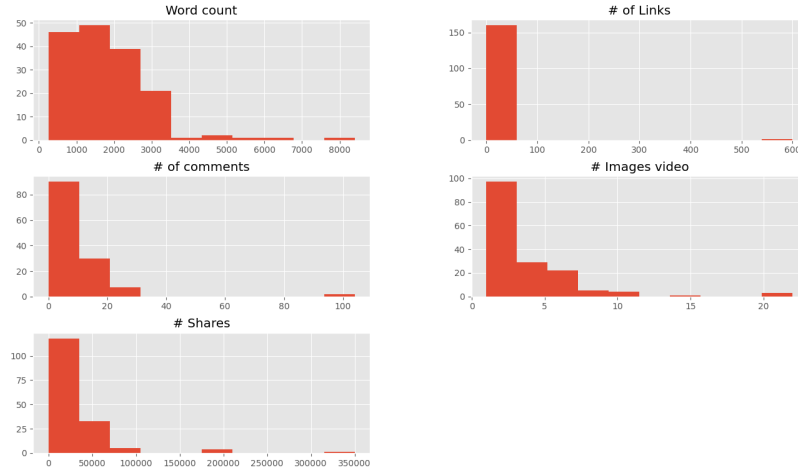 Word count
50
40
30
20
10
0
0 1000 2000 3000 4000 5000 6000 7000 8000
# of Links
150
100
50
0
0 100 200 300 400 500 600
# of comments
80
60
40
20
0
0 20 40 60 80 100
# Images video
100
80
60
40
20
0
5 10 15 20
# Shares
100
75
50
25
0
0 50000 100000 150000 200000 250000 300000 350000